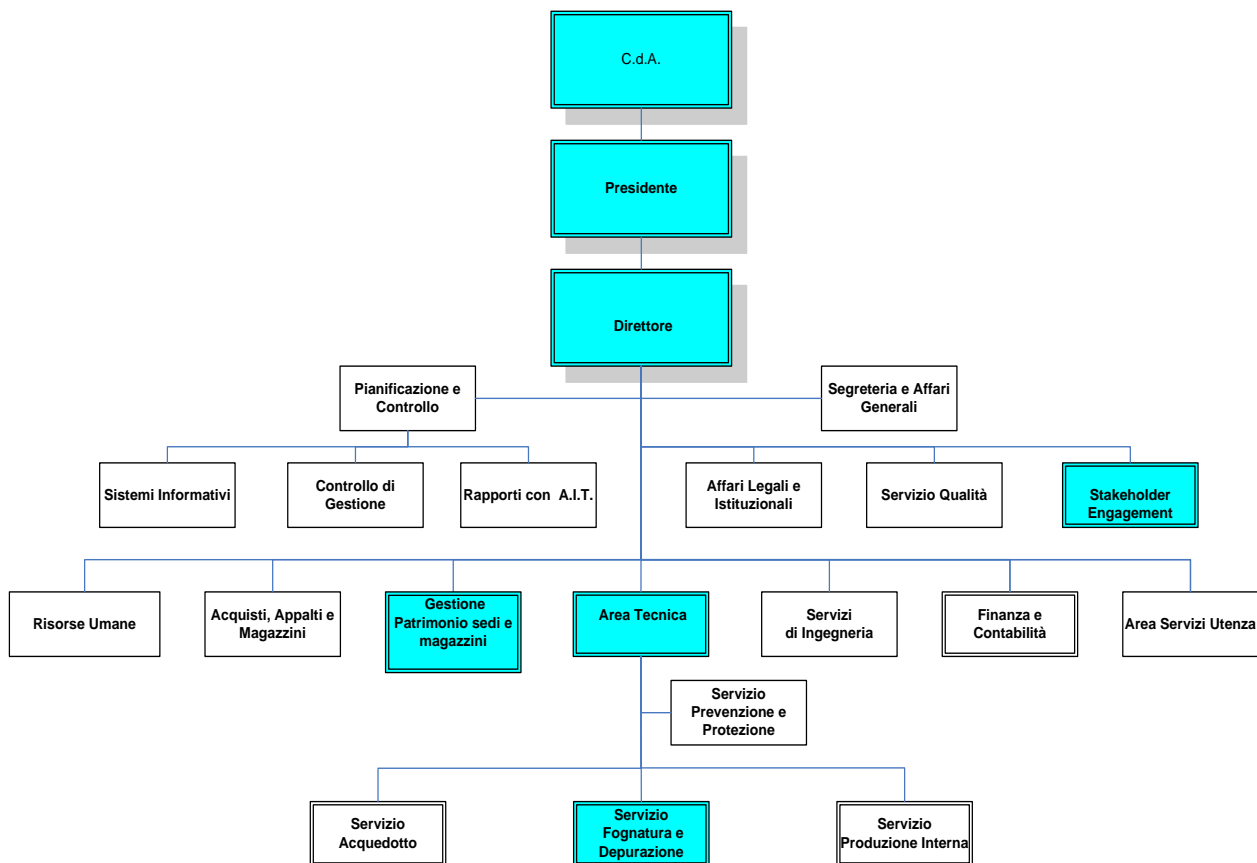 C.d.A.
Presidente
Direttore
Pianificazione e
Controllo
Segreteria e Affari
Generali
Sistemi Informativi
Controllo di
Gestione
Rapporti con A.I.T.
Affari Legali e
Istituzionali
Servizio Qualità
Stakeholder
Engagement
Risorse Umane
Acquisti, Appalti e
Magazzini
Gestione
Patrimonio sedi e
magazzini
Area Tecnica
Servizi
di Ingegneria
Finanza e
Contabilità
Area Servizi Utenza
Servizio
Prevenzione e
Protezione
Servizio
Acquedotto
Servizio
Fognatura e
Depurazione
Servizio
Produzione Interna